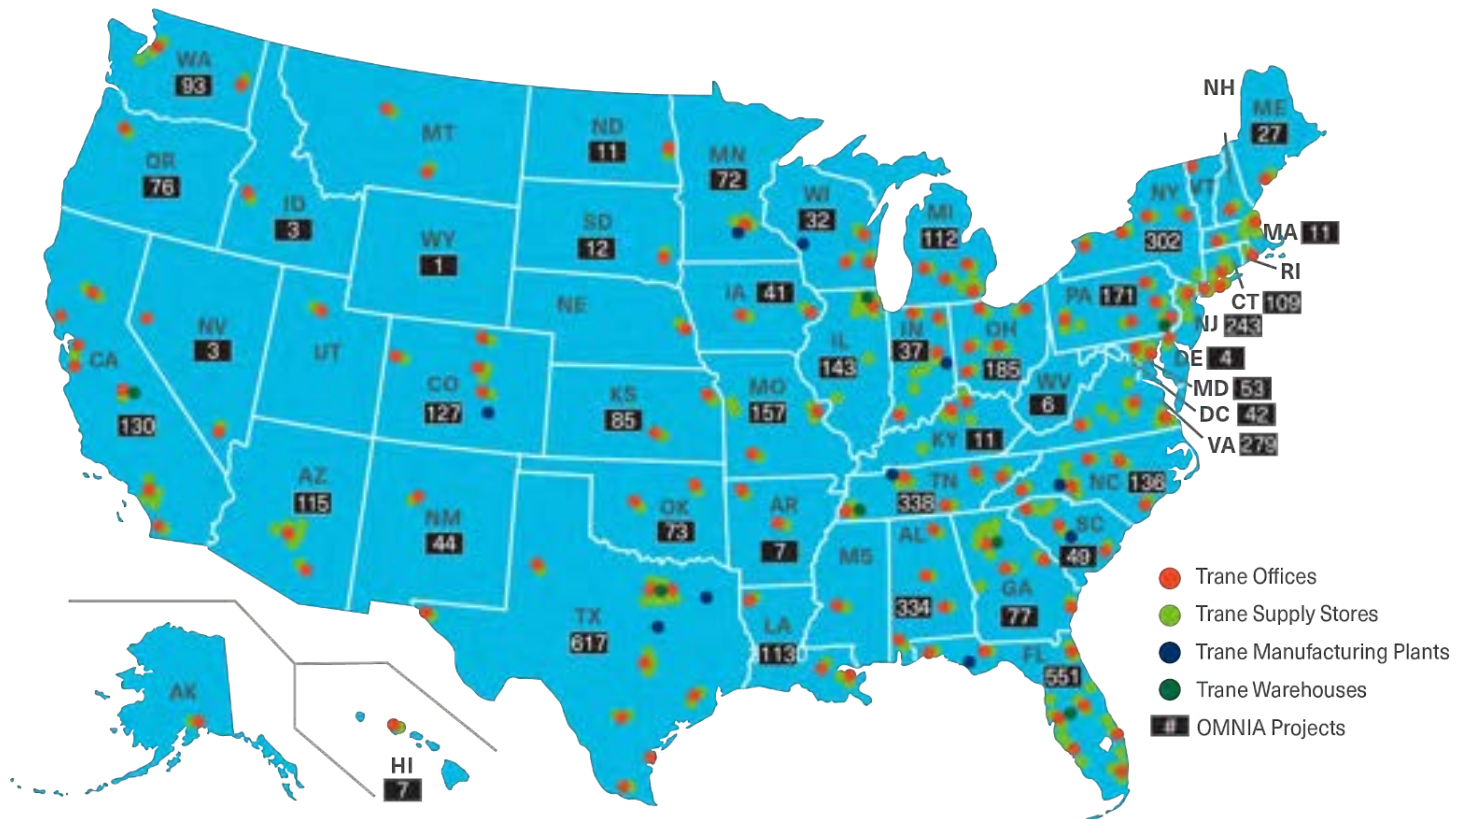 NH
WA
93
ME
27
MT
ND
11
MN
72
OR
76
ID
3
WI
32
MI
112
NY
302
VT
SD
12
WY
1
MA 11
RI
IA 41
PA 171
CT 109
NE
NV
3
UT
CA
130
CO
127
KS
85
MO
157
IL
143
IN
37
OH
185
WV
6
KY 11
NJ 243
DE 4
MD 53
DC 42
VA 279
AZ
115
NM
44
OK
73
AR
7
TN
338
NC 136
SC
49
MS
AL
334
GA
77
TX
617
LA
113
FL
551
AK
HI
7
Trane Offices
Trane Supply Stores
Trane Manufacturing Plants
Trane Warehouses
# OMNIA Projects